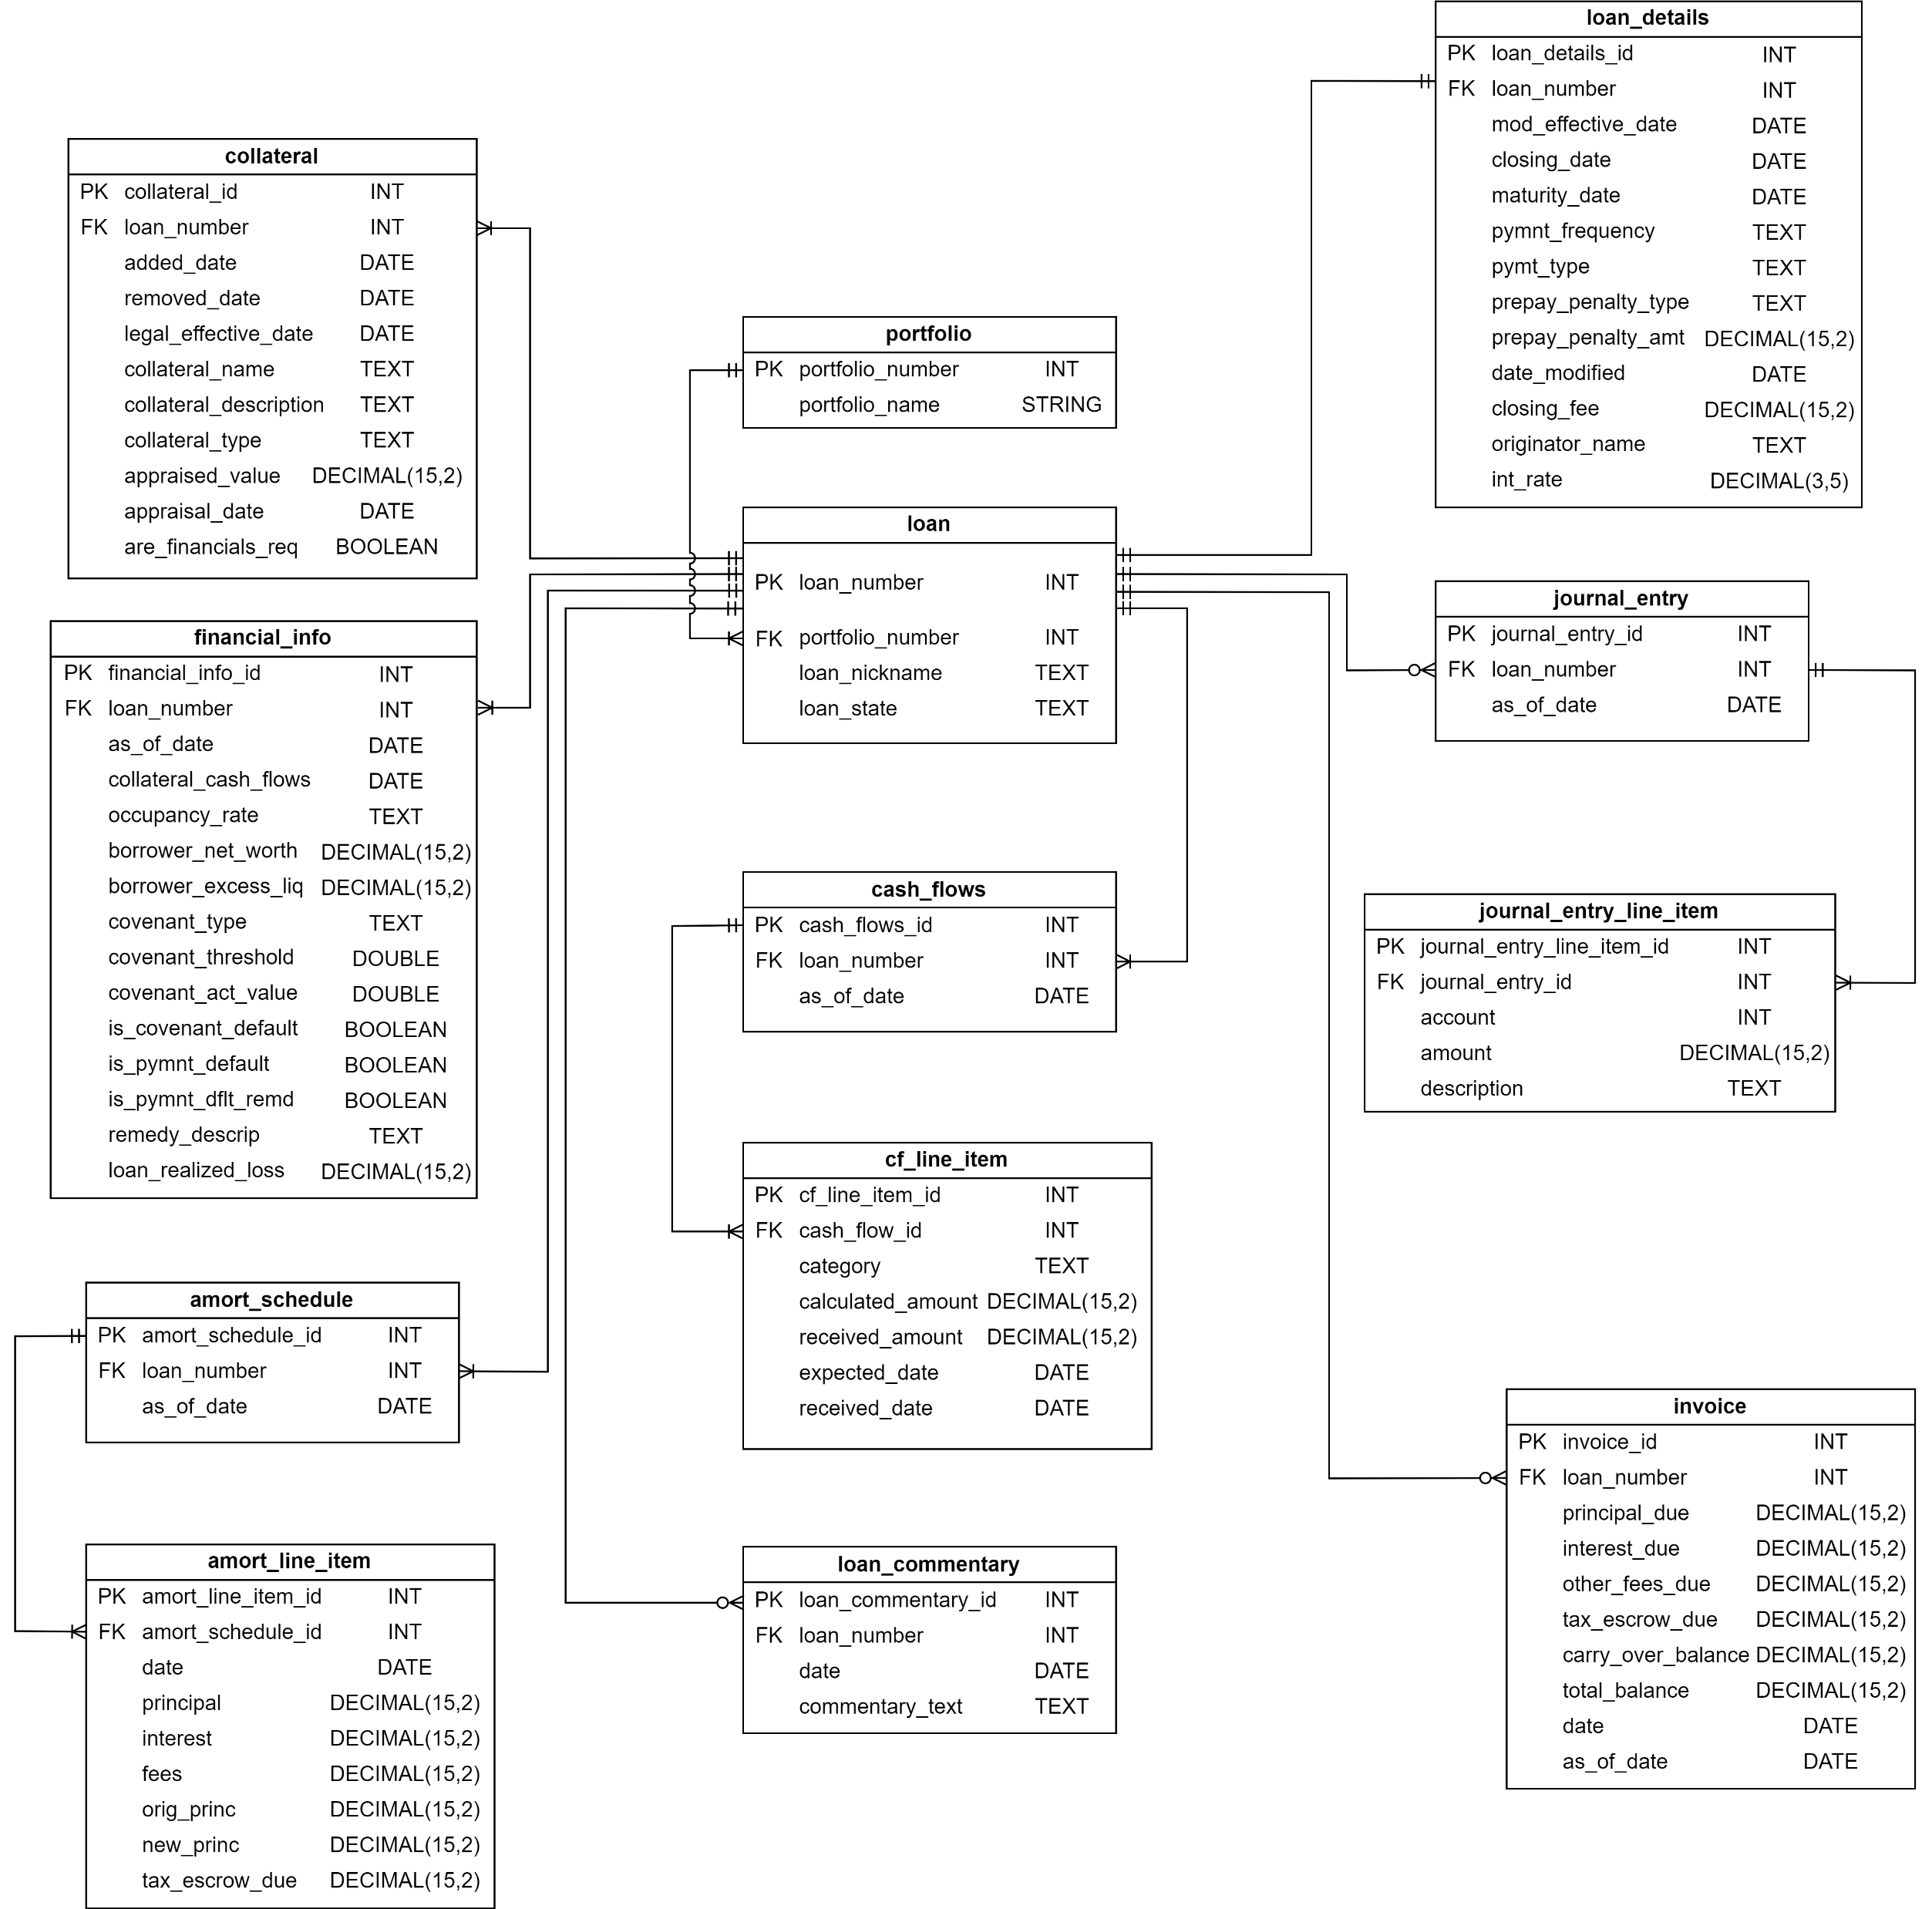 loan_details
PK loan_details_id INT
FK loan_number INT
mod_effective_date DATE
closing_date DATE
maturity_date DATE
pymnt_frequency TEXT
pymt_type TEXT
prepay_penalty_type TEXT
prepay_penalty_amt DECIMAL(15,2)
date_modified DATE
closing_fee DECIMAL(15,2)
originator_name TEXT
int_rate DECIMAL(3,5)
collateral
PK collateral_id INT
FK loan_number INT
added_date DATE
removed_date DATE
legal_effective_date DATE
collateral_name TEXT
collateral_description TEXT
collateral_type TEXT
appraised_value DECIMAL(15,2)
appraisal_date DATE
are_financials_req BOOLEAN
portfolio
PK portfolio_number INT
portfolio_name STRING
loan
PK loan_number INT
FK portfolio_number INT
loan_nickname TEXT
loan_state TEXT
journal_entry
PK journal_entry_id INT
FK loan_number INT
as_of_date DATE
financial_info
PK financial_info_id INT
FK loan_number INT
as_of_date DATE
collateral_cash_flows DATE
occupancy_rate TEXT
borrower_net_worth DECIMAL(15,2)
borrower_excess_liq DECIMAL(15,2)
covenant_type TEXT
covenant_threshold DOUBLE
covenant_act_value DOUBLE
is_covenant_default BOOLEAN
is_pymnt_default BOOLEAN
is_pymnt_dflt_remd BOOLEAN
remedy_descrip TEXT
loan_realized_loss DECIMAL(15,2)
cash_flows
PK cash_flows_id INT
FK loan_number INT
as_of_date DATE
journal_entry_line_item
PK journal_entry_line_item_id INT
FK journal_entry_id INT
account INT
amount DECIMAL(15,2)
description TEXT
cf_line_item
PK cf_line_item_id INT
FK cash_flow_id INT
category TEXT
calculated_amount DECIMAL(15,2)
received_amount DECIMAL(15,2)
expected_date DATE
received_date DATE
amort_schedule
PK amort_schedule_id INT
FK loan_number INT
as_of_date DATE
invoice
PK invoice_id INT
FK loan_number INT
principal_due DECIMAL(15,2)
interest_due DECIMAL(15,2)
other_fees_due DECIMAL(15,2)
tax_escrow_due DECIMAL(15,2)
carry_over_balance DECIMAL(15,2)
total_balance DECIMAL(15,2)
date DATE
as_of_date DATE
amort_line_item
PK amort_line_item_id INT
FK amort_schedule_id INT
date DATE
principal DECIMAL(15,2)
interest DECIMAL(15,2)
fees DECIMAL(15,2)
orig_princ DECIMAL(15,2)
new_princ DECIMAL(15,2)
tax_escrow_due DECIMAL(15,2)
loan_commentary
PK loan_commentary_id INT
FK loan_number INT
date DATE
commentary_text TEXT